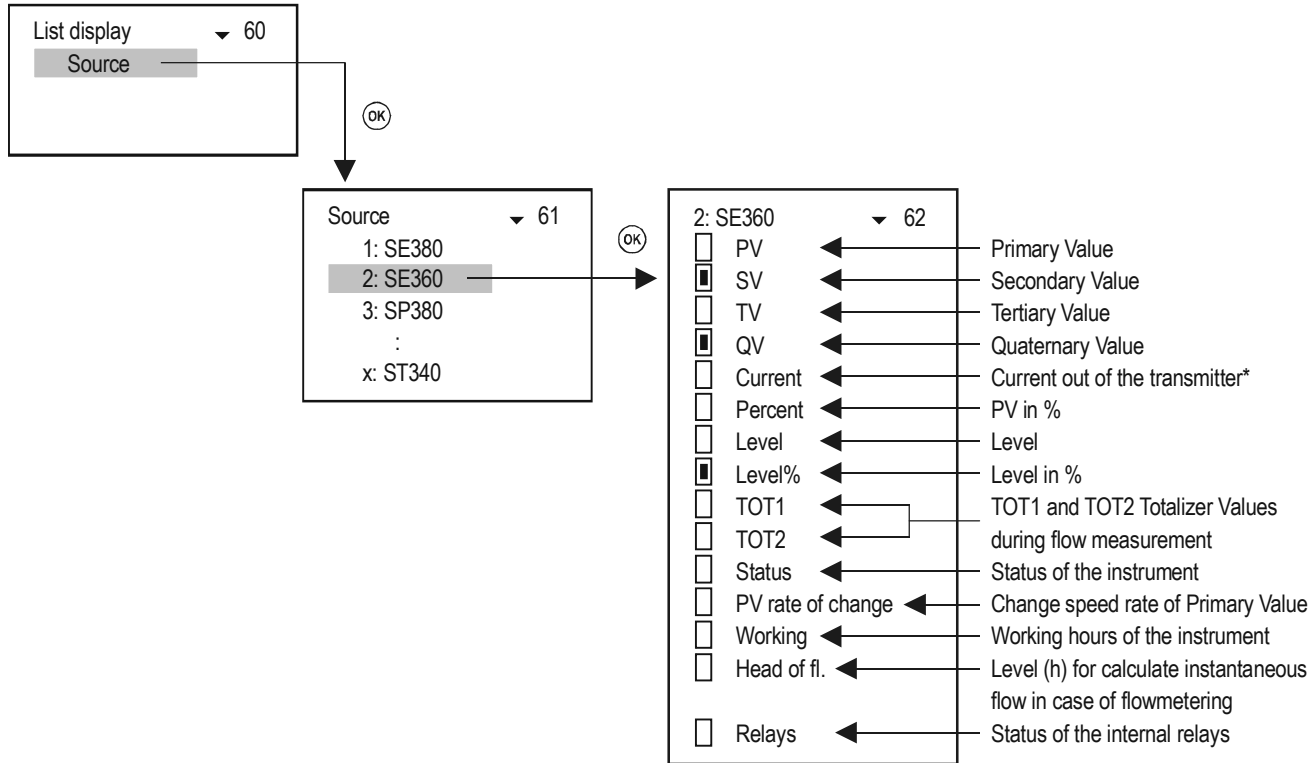 List display 60
Source
OK
Source 61
1: SE380
2: SE360
3: SP380
:
x: ST340
OK
2: SE360 62
PV Primary Value
SV Secondary Value
TV Tertiary Value
QV Quaternary Value
Current Current out of the transmitter*
Percent PV in %
Level Level
Level% Level in %
TOT1 TOT1 and TOT2 Totalizer Values
TOT2 during flow measurement
Status Status of the instrument
PV rate of change Change speed rate of Primary Value
Working Working hours of the instrument
Head of fl. Level (h) for calculate instantaneous
flow in case of flowmetering
Relays Status of the internal relays